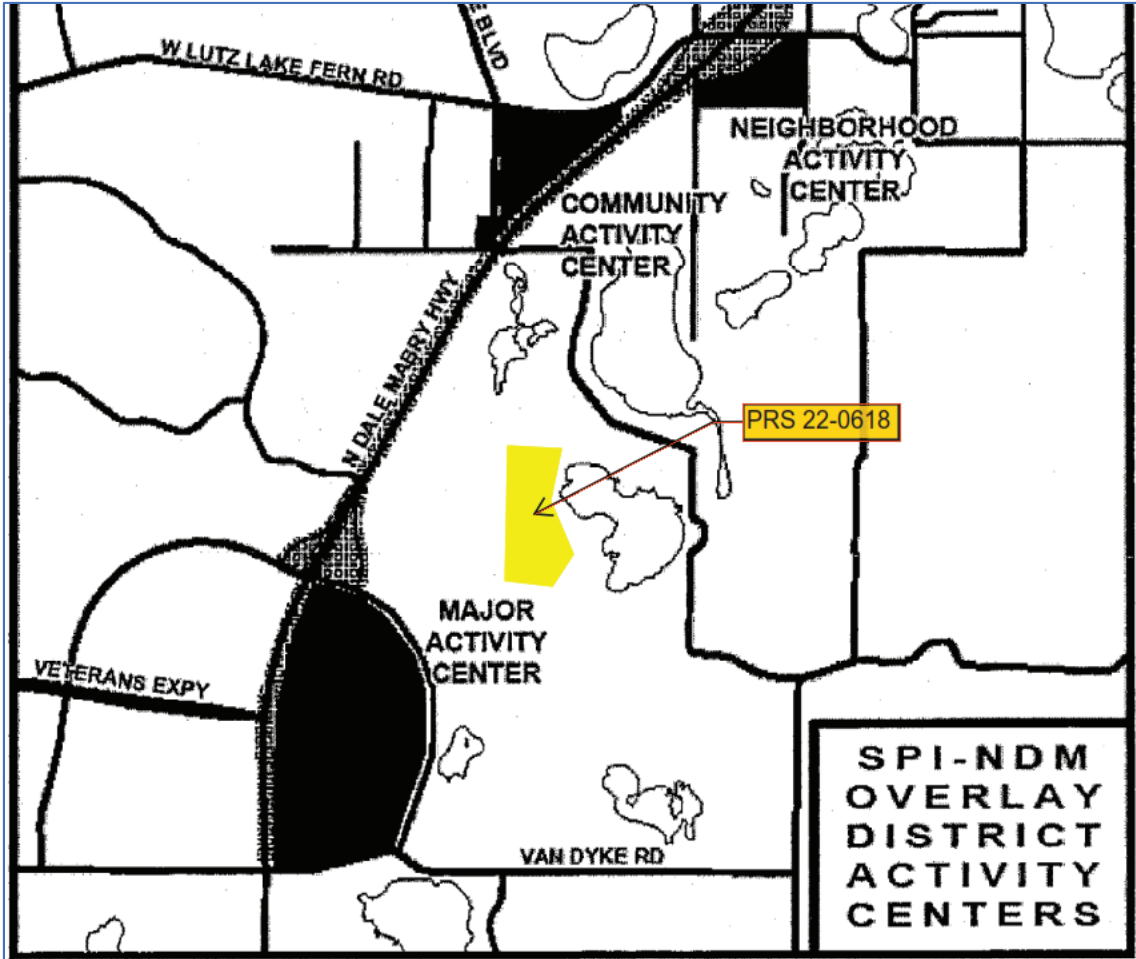 E BLVD
W LUTZ LAKE FERN RD
NEIGHBORHOOD
ACTIVITY
CENTER
COMMUNITY
ACTIVITY
CENTER
N DALE MABRY HWY
PRS 22-0618
MAJOR
ACTIVITY
CENTER
VETERANS EXPY
VAN DYKE RD
SPI-NDM
OVERLAY
DISTRICT
ACTIVITY
CENTERS